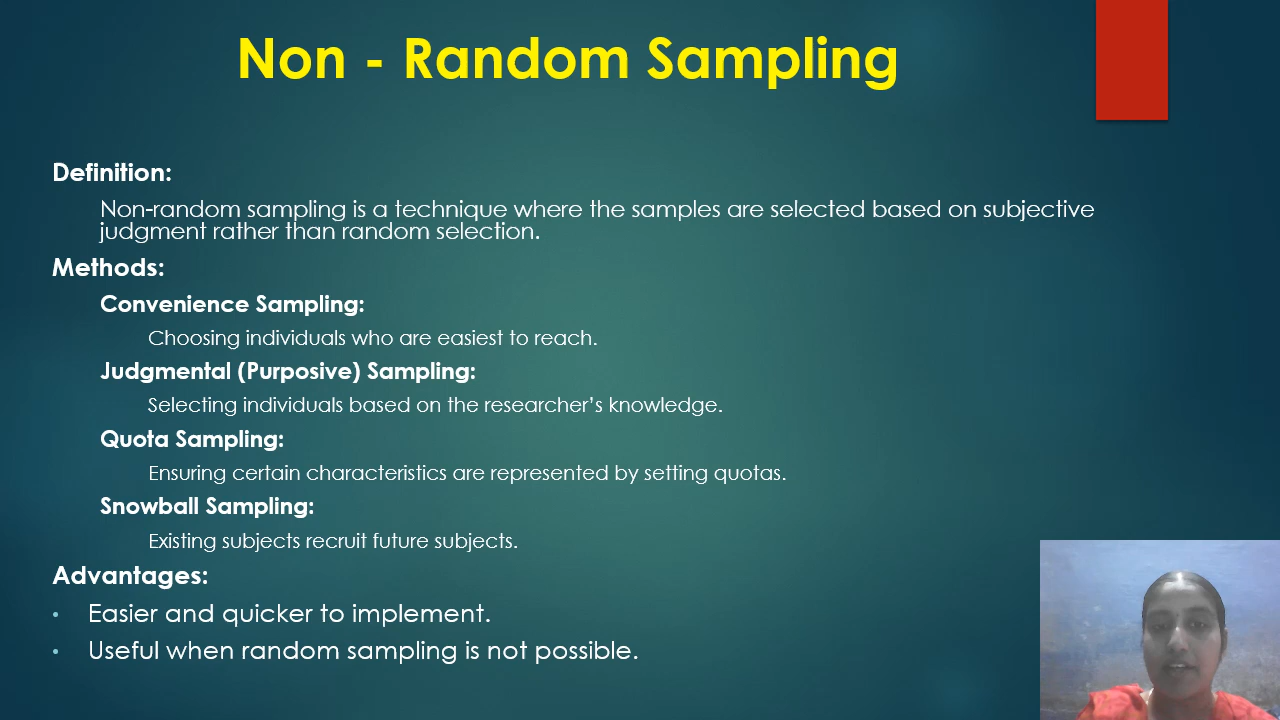 Non - Random Sampling
Definition:
Non-random sampling is a technique where the samples are selected based on subjective
judgment rather than random selection.
Methods:
Convenience Sampling:
Choosing individuals who are easiest to reach.
Judgmental (Purposive) Sampling:
Selecting individuals based on the researcher’s knowledge.
Quota Sampling:
Ensuring certain characteristics are represented by setting quotas.
Snowball Sampling:
Existing subjects recruit future subjects.
Advantages:
• Easier and quicker to implement.
• Useful when random sampling is not possible.